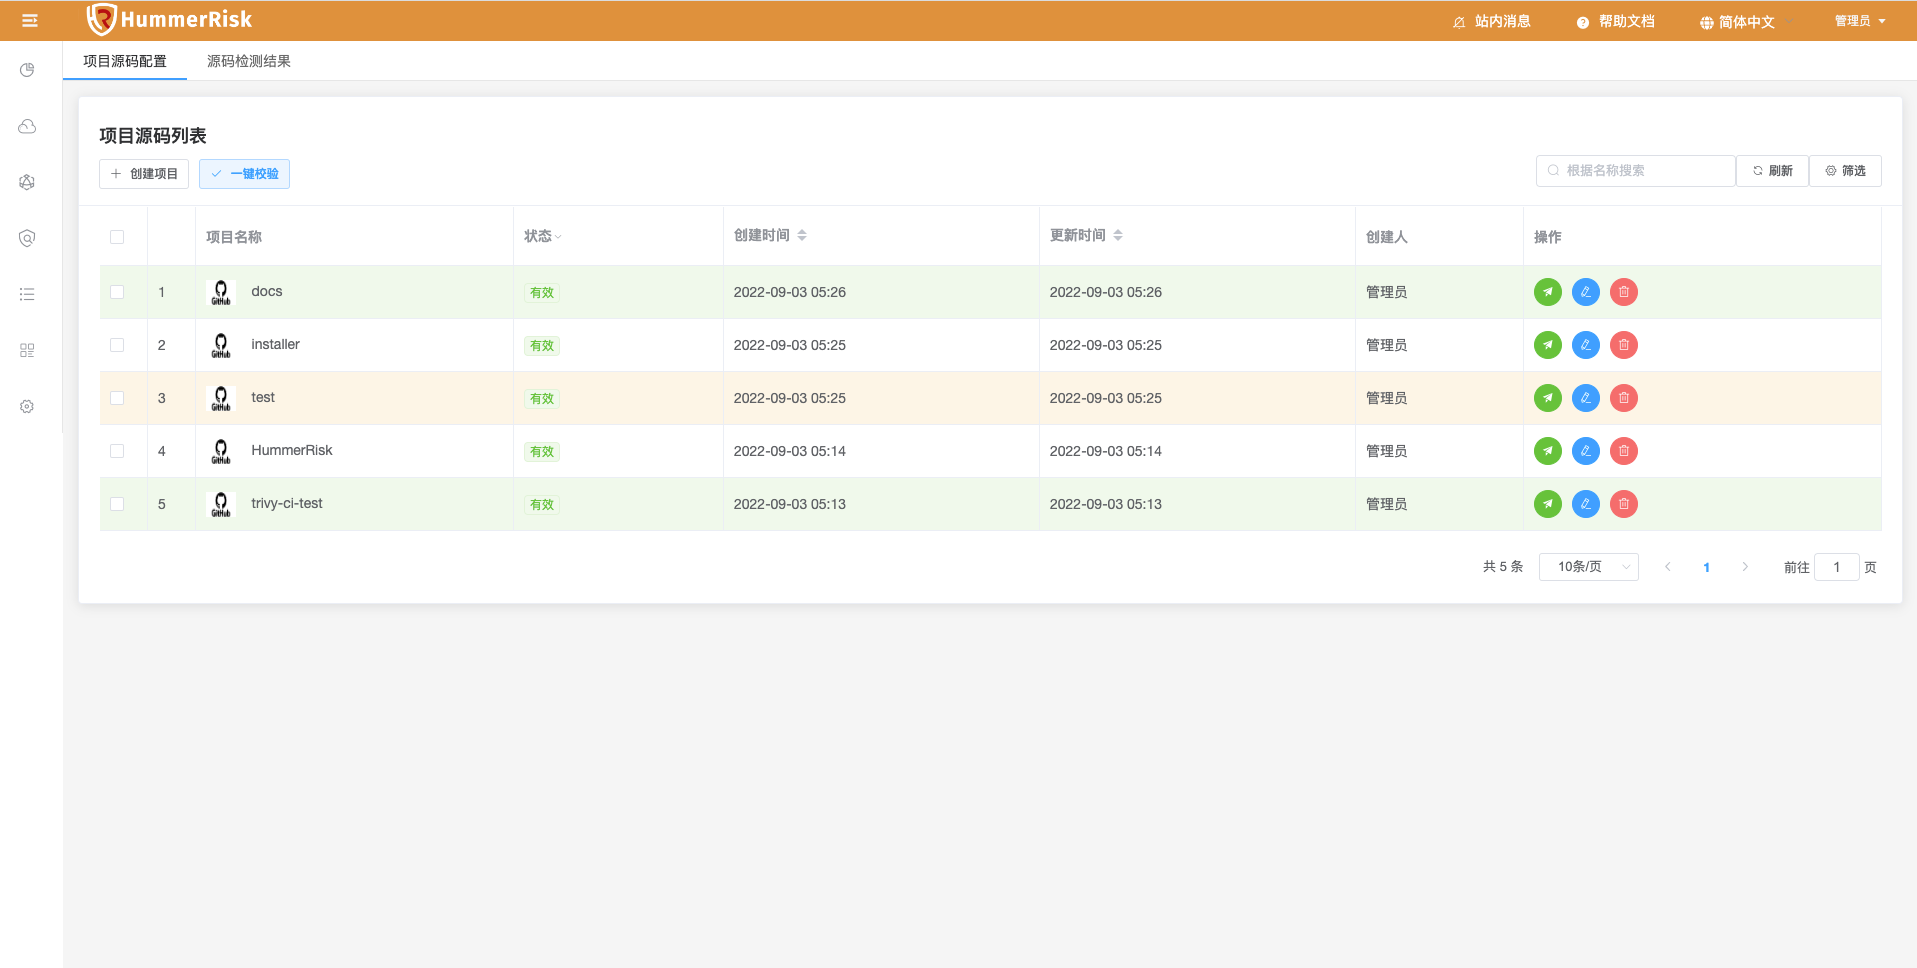 HummerRisk
站内消息 帮助文档 简体中文 管理员
项目源码配置 源码检测结果
项目源码列表
创建项目 一键校验 根据名称搜索 刷新 筛选
项目名称 状态 创建时间 更新时间 创建人 操作
1 GitHub docs 有效 2022-09-03 05:26 2022-09-03 05:26 管理员
2 GitHub installer 有效 2022-09-03 05:25 2022-09-03 05:25 管理员
3 GitHub test 有效 2022-09-03 05:25 2022-09-03 05:25 管理员
4 GitHub HummerRisk 有效 2022-09-03 05:14 2022-09-03 05:14 管理员
5 GitHub trivy-ci-test 有效 2022-09-03 05:13 2022-09-03 05:13 管理员
共 5 条 10条/页 1 前往 1 页